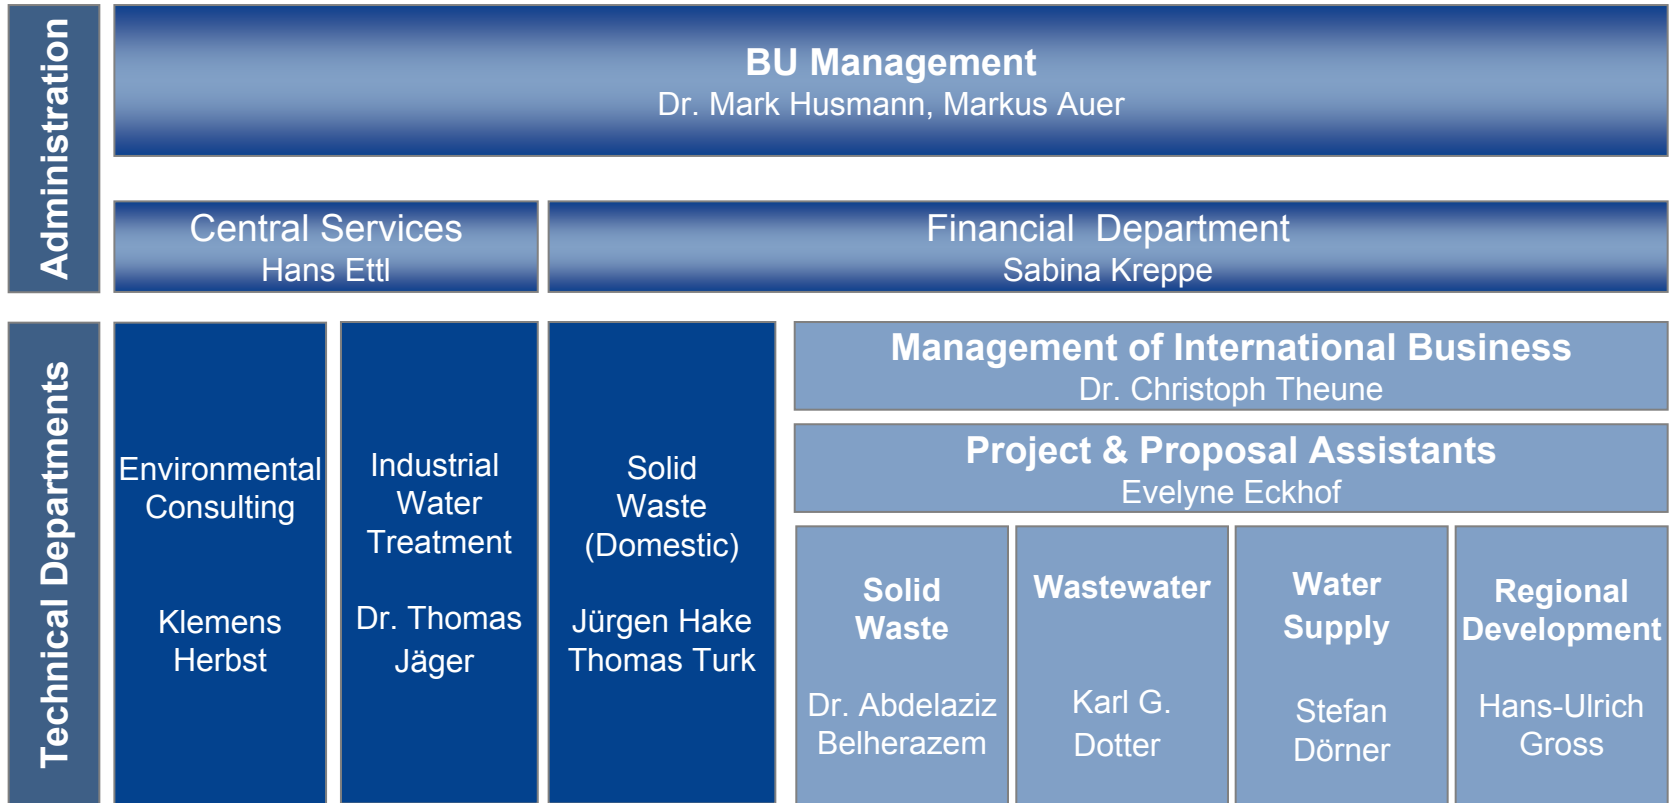 Administration
BU Management
Dr. Mark Husmann, Markus Auer
Central Services
Hans Ettl
Financial Department
Sabina Kreppe
Technical Departments
Environmental
Consulting
Klemens
Herbst
Industrial
Water
Treatment
Dr. Thomas
Jäger
Solid
Waste
(Domestic)
Jürgen Hake
Thomas Turk
Management of International Business
Dr. Christoph Theune
Project & Proposal Assistants
Evelyne Eckhof
Solid
Waste
Dr. Abdelaziz
Belherazem
Wastewater
Karl G.
Dotter
Water
Supply
Stefan
Dörner
Regional
Development
Hans-Ulrich
Gross